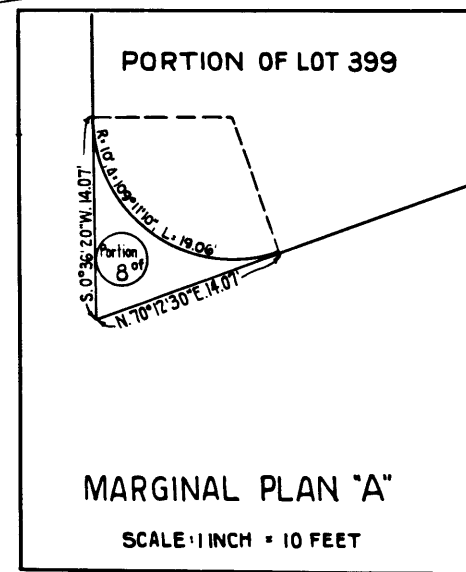 PORTION OF LOT 399
R=10', Δ=109°11'10", L=19.06'
S.0°36'20"W.14.07'
Portion
8 of
N.70°12'30"E.14.07'
MARGINAL PLAN "A"
SCALE:1 INCH = 10 FEET